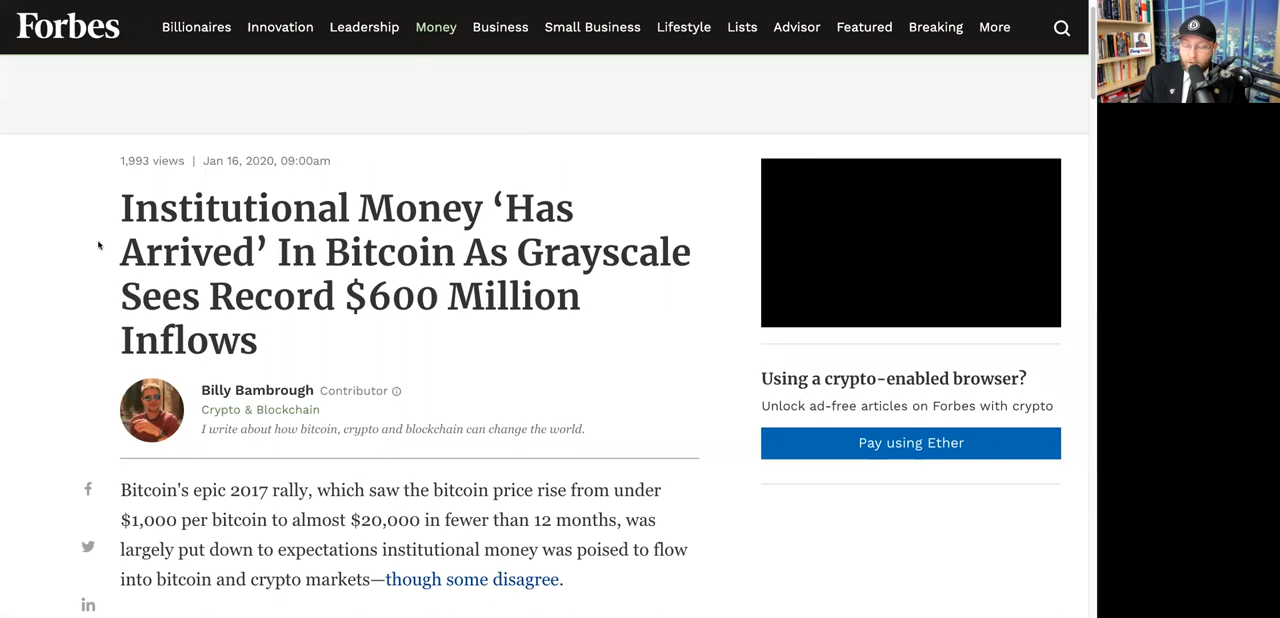 Forbes
Billionaires Innovation Leadership Money Business Small Business Lifestyle Lists Advisor Featured Breaking More
1,993 views | Jan 16, 2020, 09:00am
Institutional Money ‘Has
Arrived’ In Bitcoin As Grayscale
Sees Record $600 Million
Inflows
Billy Bambrough Contributor
Crypto & Blockchain
I write about how bitcoin, crypto and blockchain can change the world.
Bitcoin's epic 2017 rally, which saw the bitcoin price rise from under
$1,000 per bitcoin to almost $20,000 in fewer than 12 months, was
largely put down to expectations institutional money was poised to flow
into bitcoin and crypto markets—though some disagree.
Using a crypto-enabled browser?
Unlock ad-free articles on Forbes with crypto
Pay using Ether